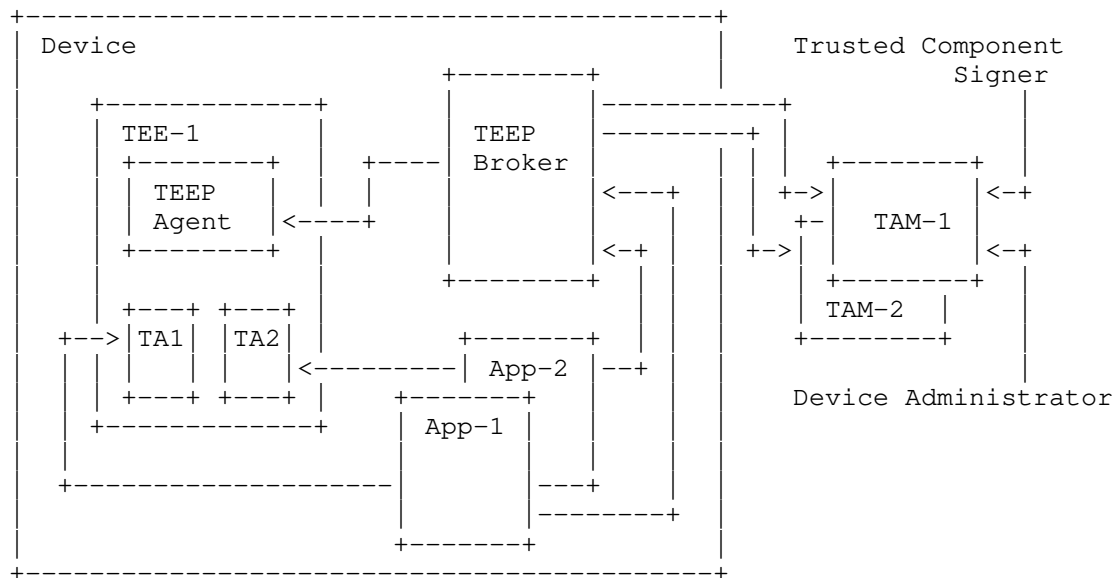 Device
Trusted Component
Signer
TEE-1
TEEP
Broker
TEEP
Agent
TAM-1
TAM-2
TA1
TA2
App-2
App-1
Device Administrator